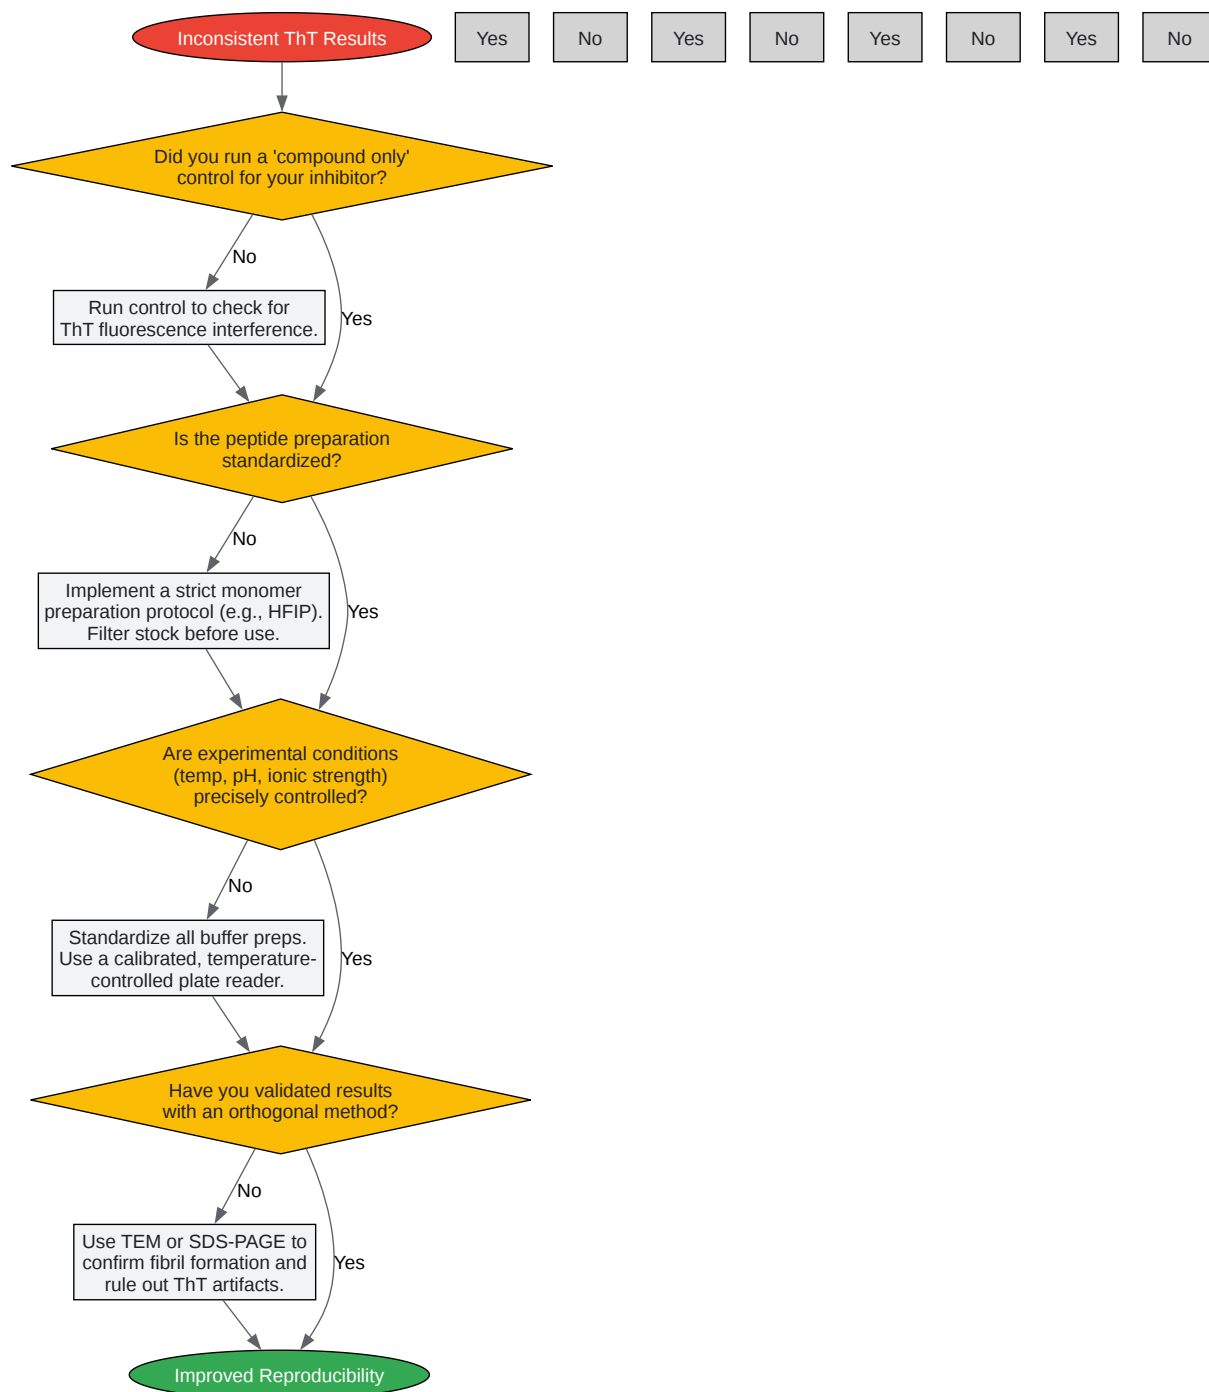 Inconsistent ThT Results
Yes
No
Yes
No
Yes
No
Yes
No
Did you run a 'compound only'
control for your inhibitor?
No
Yes
Run control to check for
ThT fluorescence interference.
Is the peptide preparation
standardized?
No
Yes
Implement a strict monomer
preparation protocol (e.g., HFIP).
Filter stock before use.
Are experimental conditions
(temp, pH, ionic strength)
precisely controlled?
No
Yes
Standardize all buffer preps.
Use a calibrated, temperature-
controlled plate reader.
Have you validated results
with an orthogonal method?
No
Yes
Use TEM or SDS-PAGE to
confirm fibril formation and
rule out ThT artifacts.
Improved Reproducibility